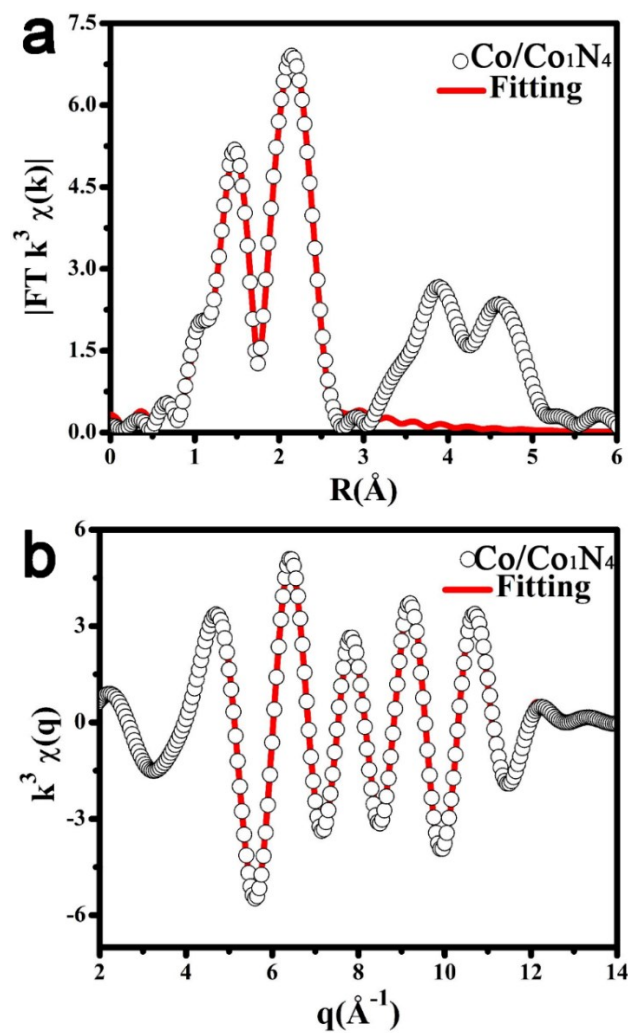 a
7.5
6.0
4.5
3.0
1.5
0.0
|FT k³ χ(k)|
Co/Co₁N₄
Fitting
0 1 2 3 4 5 6
R(Å)
b
6
3
0
-3
-6
k³ χ(q)
Co/Co₁N₄
Fitting
2 4 6 8 10 12 14
q(Å⁻¹)